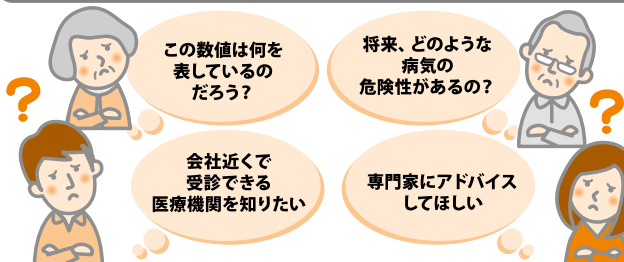 この数値は何を
表しているの
だろう？
将来、どのような
病気の
危険性があるの？
会社近くで
受診できる
医療機関を知りたい
専門家にアドバイス
してほしい
？
？